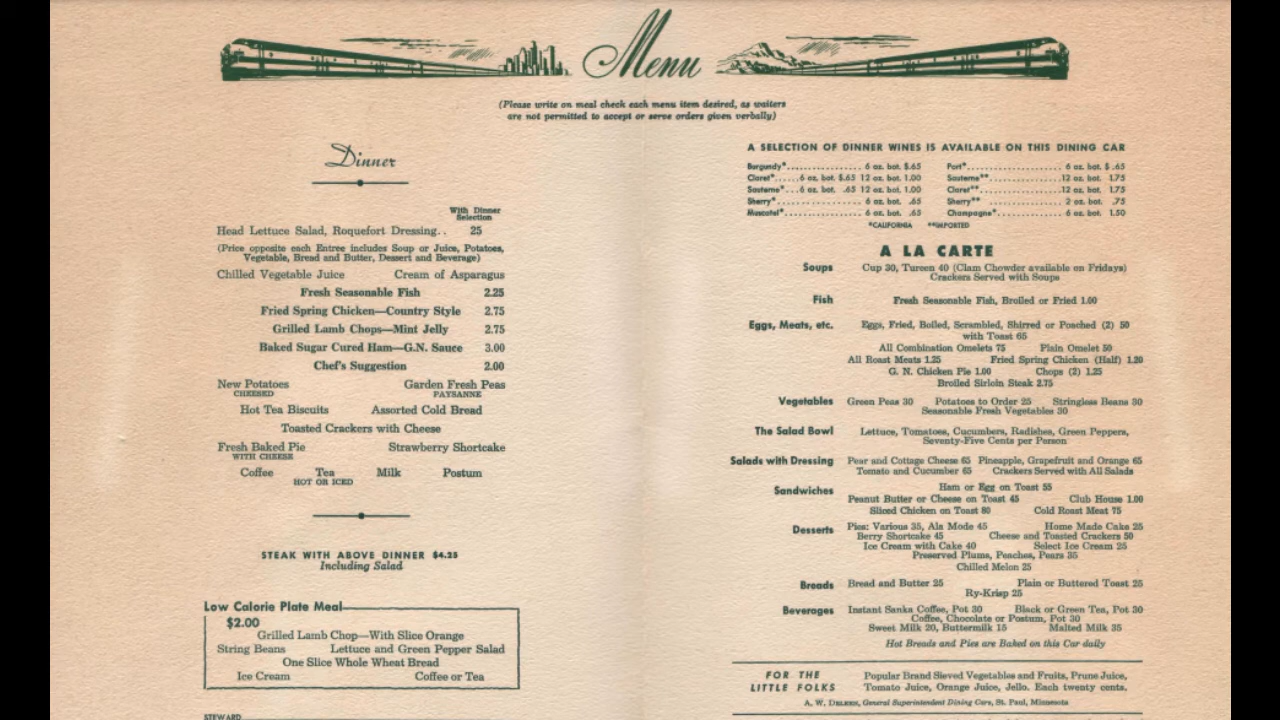 Menu
(Please write on meal check each menu item desired, as waiters
are not permitted to accept or serve orders given verbally)
Dinner
With Dinner
Selection
Head Lettuce Salad, Roquefort Dressing.. 25
(Price opposite each Entree includes Soup or Juice, Potatoes,
Vegetable, Bread and Butter, Dessert and Beverage)
Chilled Vegetable Juice Cream of Asparagus
Fresh Seasonable Fish 2.25
Fried Spring Chicken—Country Style 2.75
Grilled Lamb Chops—Mint Jelly 2.75
Baked Sugar Cured Ham—G.N. Sauce 3.00
Chef's Suggestion 2.00
New Potatoes Garden Fresh Peas
CHEESED PAYSANNE
Hot Tea Biscuits Assorted Cold Bread
Toasted Crackers with Cheese
Fresh Baked Pie Strawberry Shortcake
WITH CHEESE
Coffee Tea Milk Postum
HOT OR ICED
STEAK WITH ABOVE DINNER $4.25
Including Salad
Low Calorie Plate Meal
$2.00
Grilled Lamb Chop—With Slice Orange
String Beans Lettuce and Green Pepper Salad
One Slice Whole Wheat Bread
Ice Cream Coffee or Tea
STEWARD
A SELECTION OF DINNER WINES IS AVAILABLE ON THIS DINING CAR
Burgundy*.................. 6 oz. bot. $.65 Port*...................... 6 oz. bot. $ .65
Claret*......6 oz. bot. $.65 12 oz. bot. 1.00 Sauterne**..................12 oz. bot. 1.75
Sauterne*...6 oz. bot. .65 12 oz. bot. 1.00 Claret**....................12 oz. bot. 1.75
Sherry*.................... 6 oz. bot. .65 Sherry**.................... 2 oz. bot. .75
Muscatel*.................. 6 oz. bot. .65 Champagne*................. 6 oz. bot. 1.50
*CALIFORNIA **IMPORTED
A LA CARTE
Soups Cup 30, Tureen 40 (Clam Chowder available on Fridays)
Crackers Served with Soups
Fish Fresh Seasonable Fish, Broiled or Fried 1.00
Eggs, Meats, etc. Eggs, Fried, Boiled, Scrambled, Shirred or Poached (2) 50
with Toast 65
All Combination Omelets 75 Plain Omelet 50
All Roast Meats 1.25 Fried Spring Chicken (Half) 1.20
G. N. Chicken Pie 1.00 Chops (2) 1.25
Broiled Sirloin Steak 2.75
Vegetables Green Peas 30 Potatoes to Order 25 Stringless Beans 30
Seasonable Fresh Vegetables 30
The Salad Bowl Lettuce, Tomatoes, Cucumbers, Radishes, Green Peppers,
Seventy-Five Cents per Person
Salads with Dressing Pear and Cottage Cheese 65 Pineapple, Grapefruit and Orange 65
Tomato and Cucumber 65 Crackers Served with All Salads
Sandwiches Ham or Egg on Toast 55
Peanut Butter or Cheese on Toast 45 Club House 1.00
Sliced Chicken on Toast 80 Cold Roast Meat 75
Desserts Pies: Various 35, Ala Mode 45 Home Made Cake 25
Berry Shortcake 45 Cheese and Toasted Crackers 50
Ice Cream with Cake 40 Select Ice Cream 25
Preserved Plums, Peaches, Pears 35
Chilled Melon 25
Breads Bread and Butter 25 Plain or Buttered Toast 25
Ry-Krisp 25
Beverages Instant Sanka Coffee, Pot 30 Black or Green Tea, Pot 30
Coffee, Chocolate or Postum, Pot 30
Sweet Milk 20, Buttermilk 15 Malted Milk 35
Hot Breads and Pies are Baked on this Car daily
FOR THE Popular Brand Sieved Vegetables and Fruits, Prune Juice,
LITTLE FOLKS Tomato Juice, Orange Juice, Jello. Each twenty cents.
A. W. DELEEN, General Superintendent Dining Cars, St. Paul, Minnesota